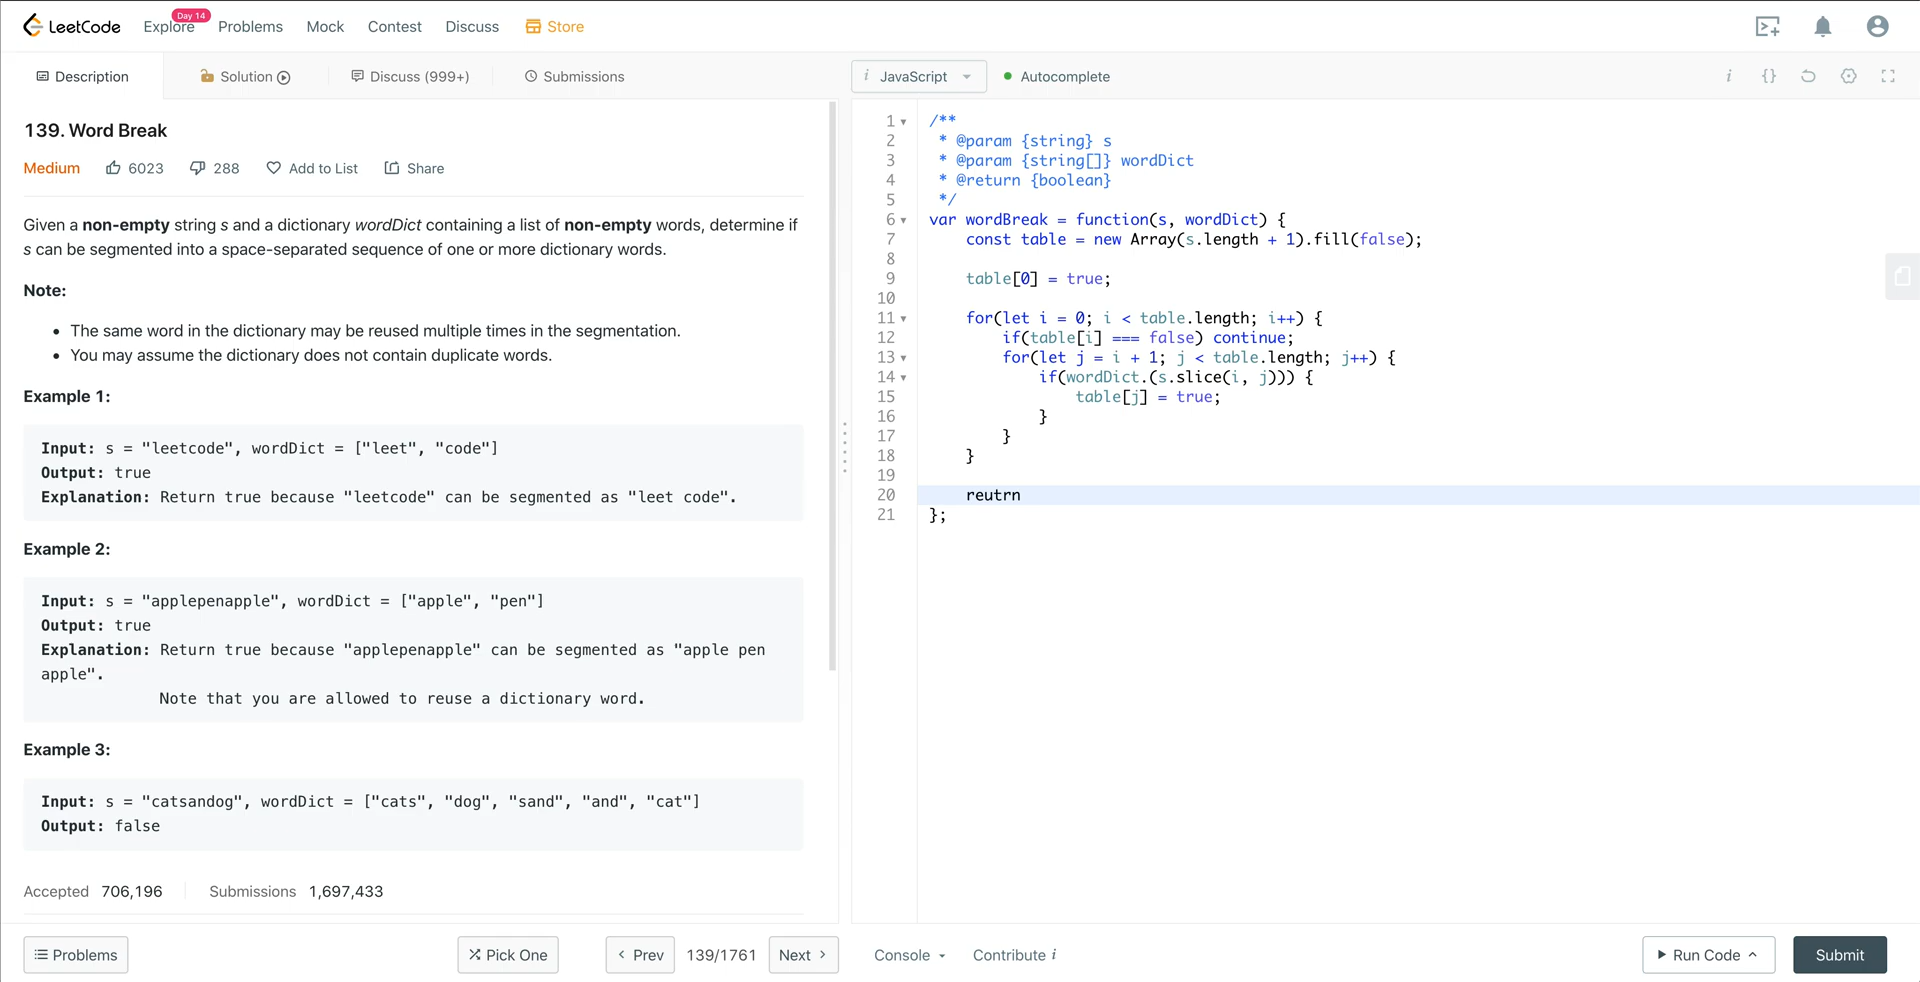 LeetCode
Explore Day 14 Problems Mock Contest Discuss Store
Description Solution Discuss (999+) Submissions
139. Word Break
Medium 6023 288 Add to List Share
Given a non-empty string s and a dictionary wordDict containing a list of non-empty words, determine if
s can be segmented into a space-separated sequence of one or more dictionary words.
Note:
• The same word in the dictionary may be reused multiple times in the segmentation.
• You may assume the dictionary does not contain duplicate words.
Example 1:
Input: s = "leetcode", wordDict = ["leet", "code"]
Output: true
Explanation: Return true because "leetcode" can be segmented as "leet code".
Example 2:
Input: s = "applepenapple", wordDict = ["apple", "pen"]
Output: true
Explanation: Return true because "applepenapple" can be segmented as "apple pen
apple".
Note that you are allowed to reuse a dictionary word.
Example 3:
Input: s = "catsandog", wordDict = ["cats", "dog", "sand", "and", "cat"]
Output: false
Accepted 706,196 Submissions 1,697,433
Problems Pick One Prev 139/1761 Next
i JavaScript Autocomplete i {}
1 /**
2  * @param {string} s
3  * @param {string[]} wordDict
4  * @return {boolean}
5  */
6 var wordBreak = function(s, wordDict) {
7     const table = new Array(s.length + 1).fill(false);
8
9     table[0] = true;
10
11     for(let i = 0; i < table.length; i++) {
12         if(table[i] === false) continue;
13         for(let j = i + 1; j < table.length; j++) {
14             if(wordDict.(s.slice(i, j))) {
15                 table[j] = true;
16             }
17         }
18     }
19
20     reutrn
21 };
Console Contribute i Run Code Submit